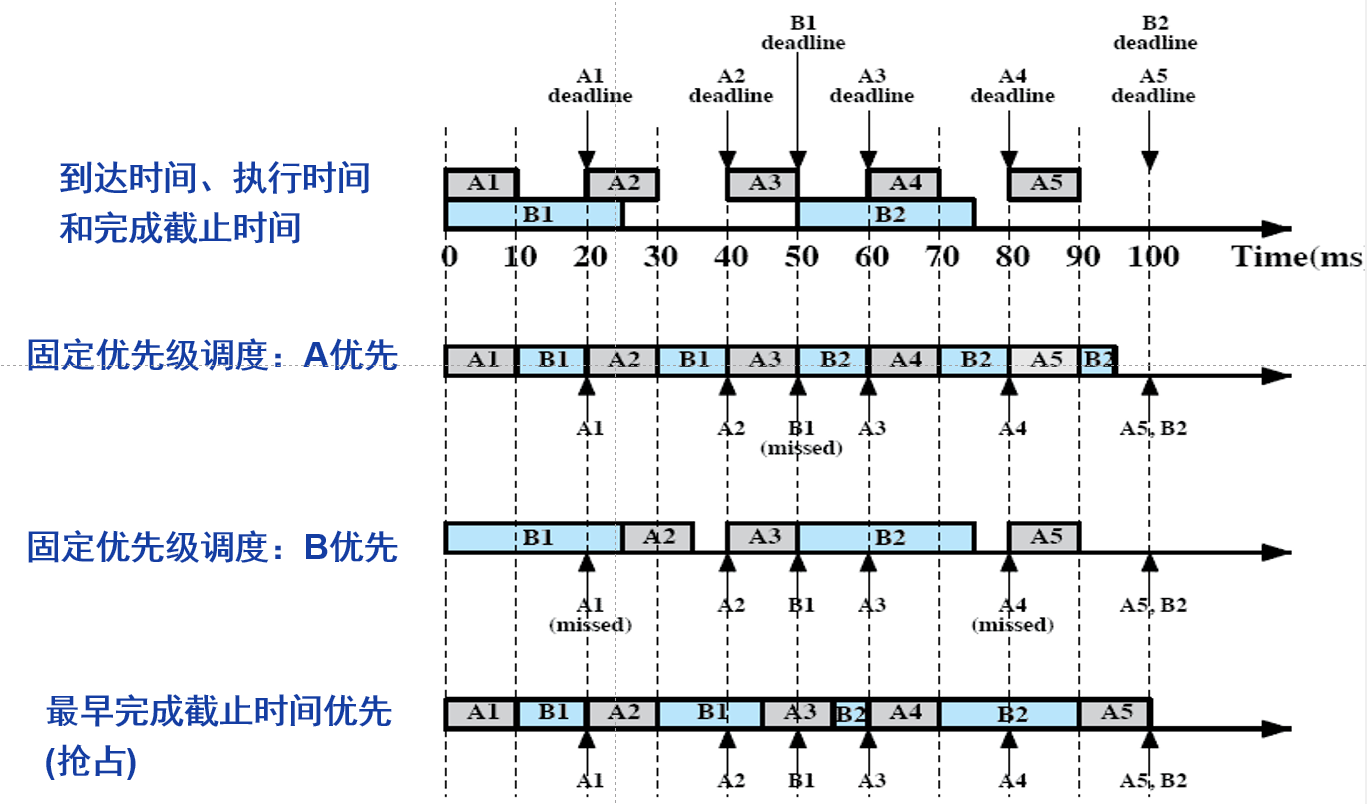 B1
deadline
B2
deadline
A1
deadline
A2
deadline
A3
deadline
A4
deadline
A5
deadline
到达时间、执行时间
和完成截止时间
A1 A2 A3 A4 A5
B1 B2
0 10 20 30 40 50 60 70 80 90 100 Time(ms
固定优先级调度：A优先
A1 B1 A2 B1 A3 B2 A4 B2 A5 B2
A1 A2 B1 A3 A4 A5, B2
(missed)
固定优先级调度：B优先
B1 A2 A3 B2 A5
A1 A2 B1 A3 A4 A5, B2
(missed) (missed)
最早完成截止时间优先
(抢占)
A1 B1 A2 B1 A3 B2 A4 B2 A5
A1 A2 B1 A3 A4 A5, B2